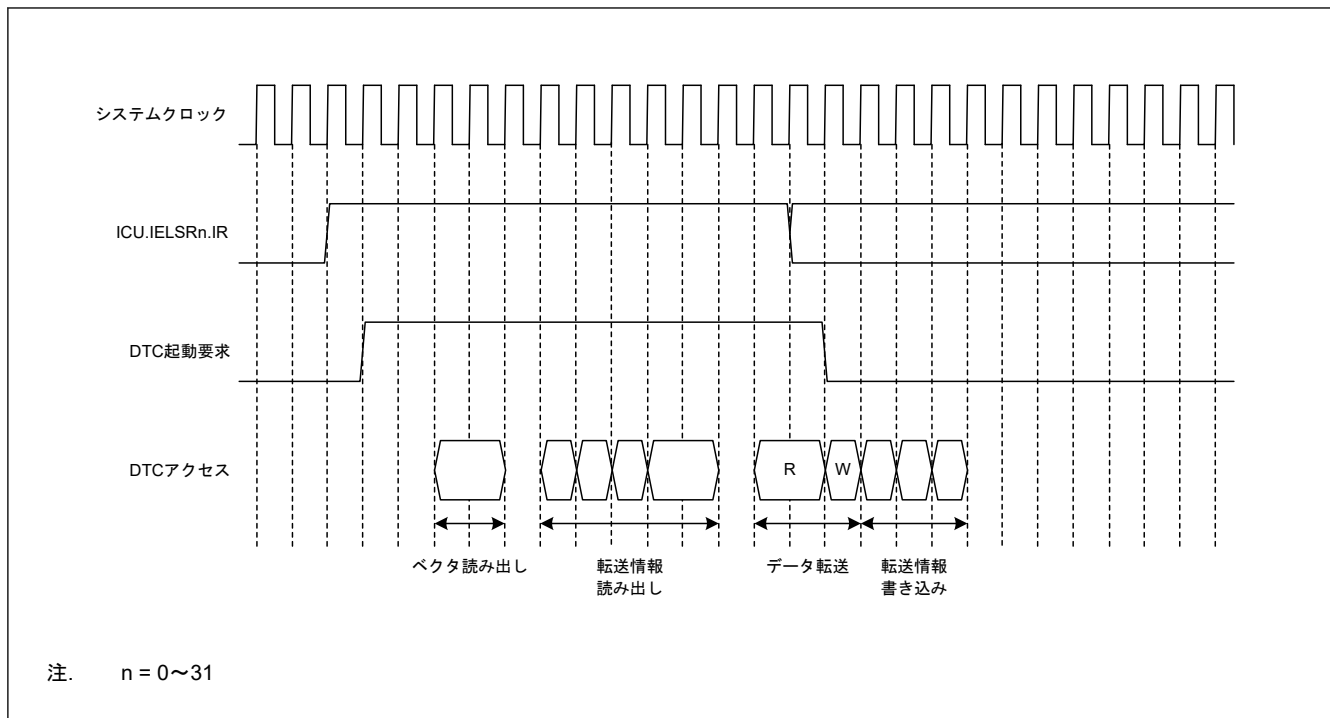 システムクロック
ICU.IELSRn.IR
DTC起動要求
DTCアクセス
R
W
ベクタ読み出し
転送情報
読み出し
データ転送
転送情報
書き込み
注. n = 0～31